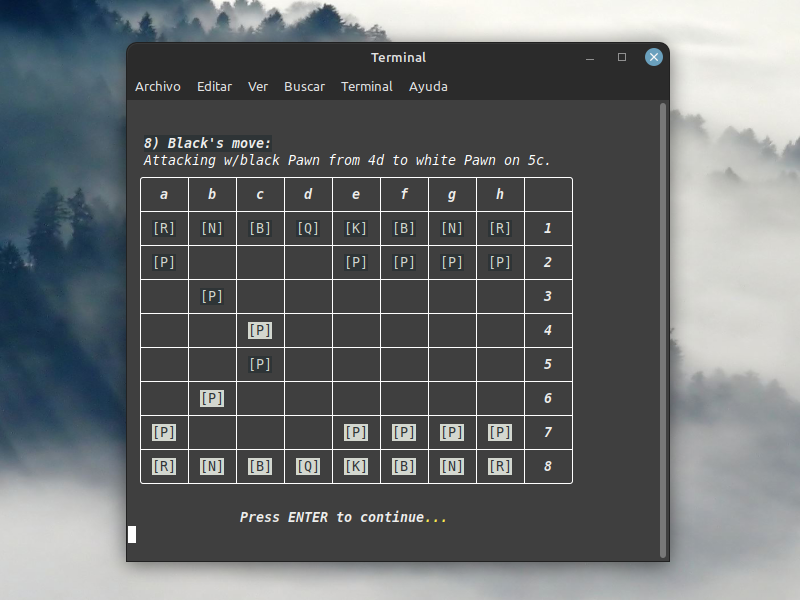 Terminal
Archivo Editar Ver Buscar Terminal Ayuda
8) Black's move:
Attacking w/black Pawn from 4d to white Pawn on 5c.
a b c d e f g h
[R] [N] [B] [Q] [K] [B] [N] [R] 1
[P] [P] [P] [P] [P] 2
[P] 3
[P] 4
[P] 5
[P] 6
[P] [P] [P] [P] [P] 7
[R] [N] [B] [Q] [K] [B] [N] [R] 8
Press ENTER to continue...